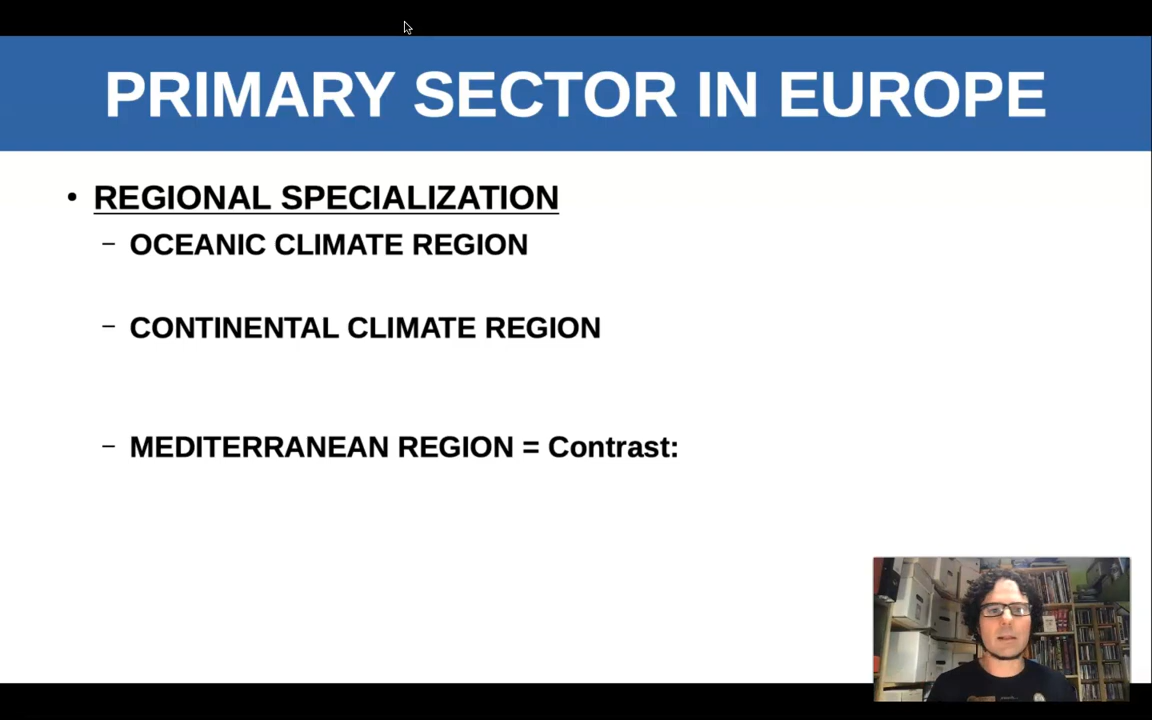 PRIMARY SECTOR IN EUROPE
• REGIONAL SPECIALIZATION
– OCEANIC CLIMATE REGION
– CONTINENTAL CLIMATE REGION
– MEDITERRANEAN REGION = Contrast: